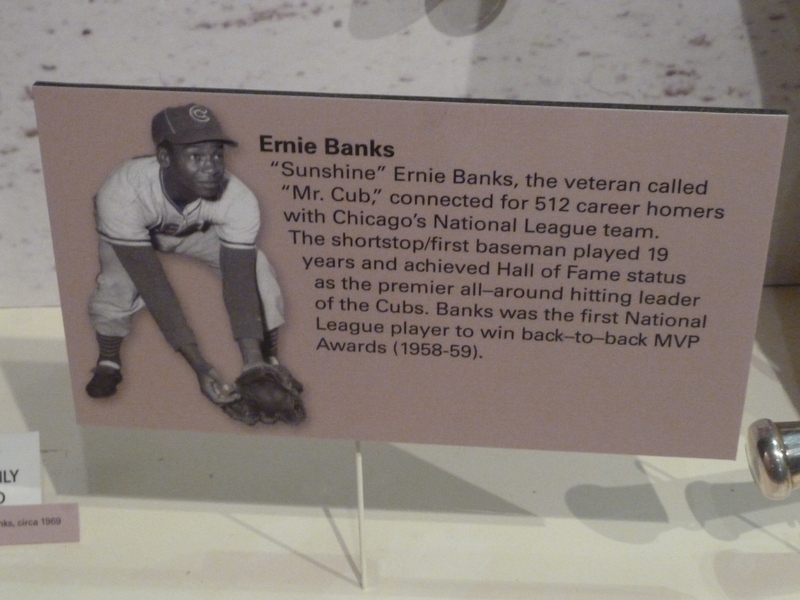 Ernie Banks
"Sunshine" Ernie Banks, the veteran called
"Mr. Cub," connected for 512 career homers
with Chicago's National League team.
The shortstop/first baseman played 19
years and achieved Hall of Fame status
as the premier all–around hitting leader
of the Cubs. Banks was the first National
League player to win back–to–back MVP
Awards (1958-59).
C
circa 1969